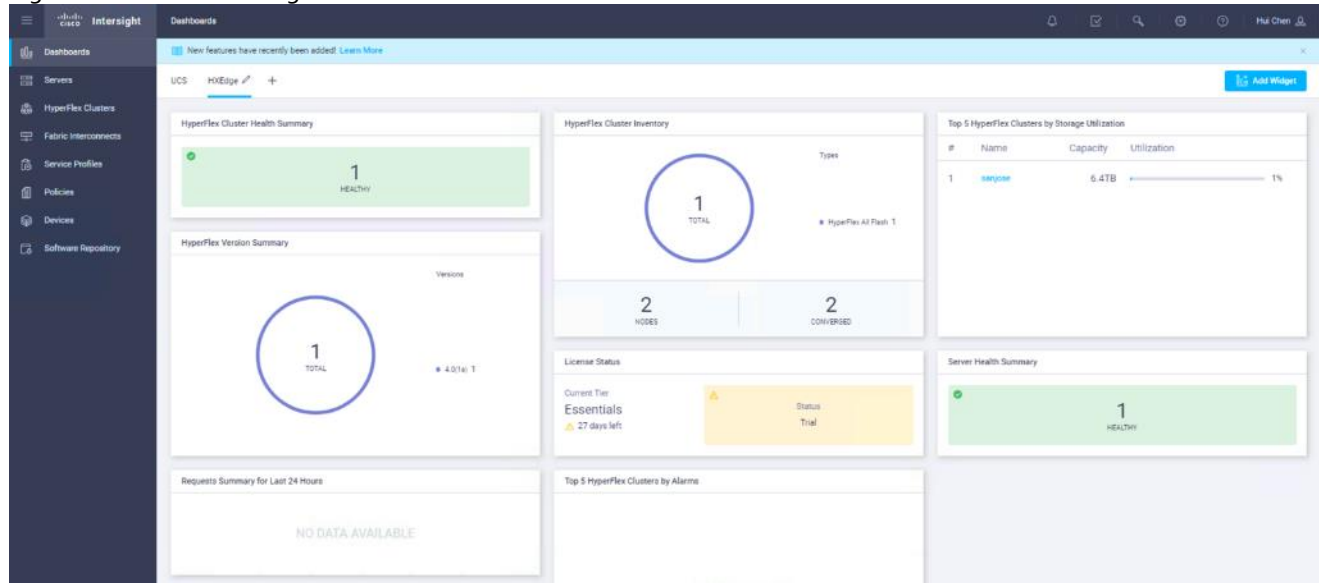 cisco Intersight
Dashboards
Hui Chen
Dashboards
Servers
HyperFlex Clusters
Fabric Interconnects
Service Profiles
Policies
Devices
Software Repository
New features have recently been added! Learn More
UCS HXEdge +
Add Widget
HyperFlex Cluster Health Summary
1
HEALTHY
HyperFlex Version Summary
Versions
1
TOTAL
4.0(1a) 1
Requests Summary for Last 24 Hours
NO DATA AVAILABLE
HyperFlex Cluster Inventory
Types
1
TOTAL
HyperFlex All Flash 1
2
NODES
2
CONVERGED
License Status
Current Tier
Essentials
27 days left
Status
Trial
Top 5 HyperFlex Clusters by Alarms
Top 5 HyperFlex Clusters by Storage Utilization
# Name Capacity Utilization
1 sanjose 6.4TB 1%
Server Health Summary
1
HEALTHY